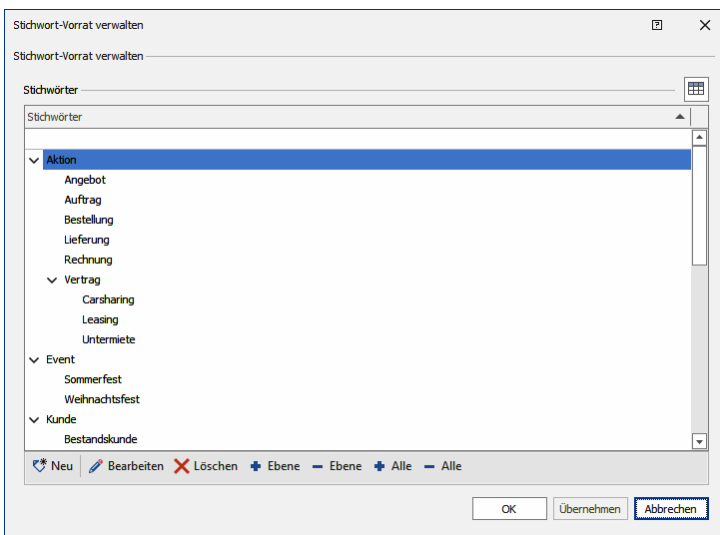 Stichwort-Vorrat verwalten
Stichwort-Vorrat verwalten
Stichwörter
Stichwörter
Aktion
Angebot
Auftrag
Bestellung
Lieferung
Rechnung
Vertrag
Carsharing
Leasing
Untermiete
Event
Sommerfest
Weihnachtsfest
Kunde
Bestandskunde
Neu Bearbeiten Löschen Ebene Ebene Alle Alle
OK Übernehmen Abbrechen